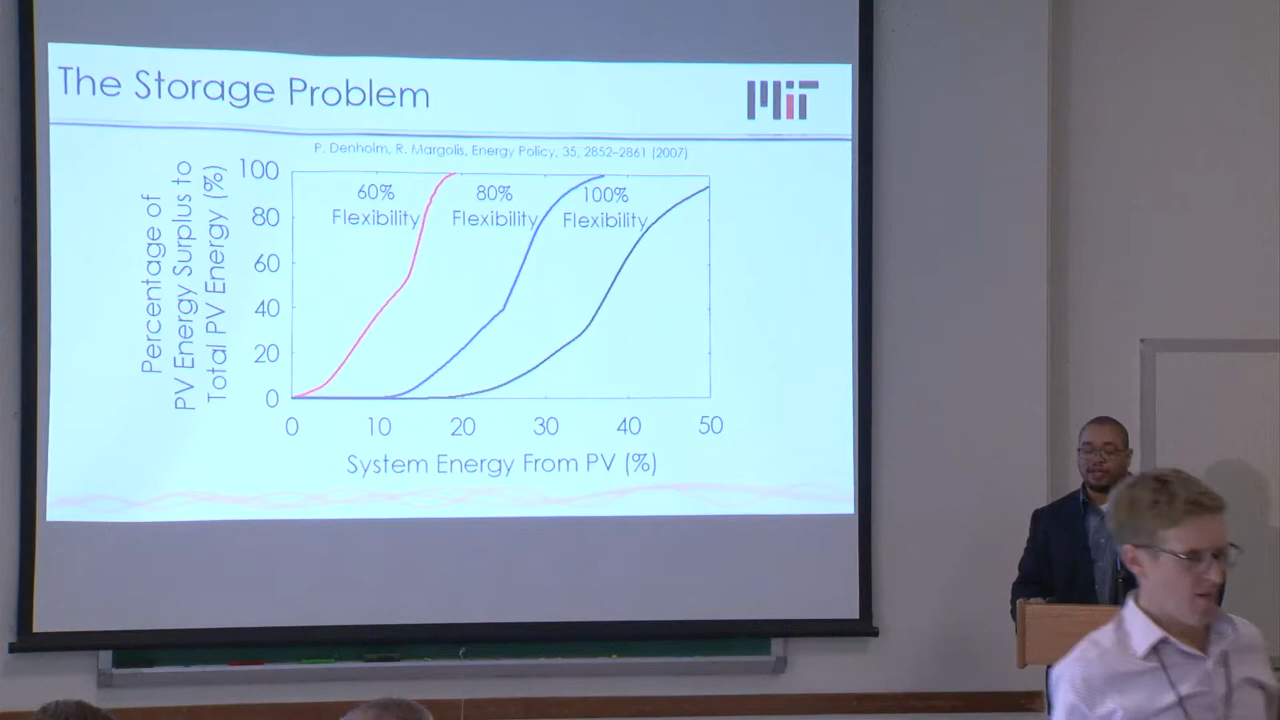 The Storage Problem
MiT
P. Denholm, R. Margolis, Energy Policy, 35, 2852–2861 (2007)
Percentage of
PV Energy Surplus to
Total PV Energy (%)
100
80
60
40
20
0
60%
Flexibility
80%
Flexibility
100%
Flexibility
0 10 20 30 40 50
System Energy From PV (%)